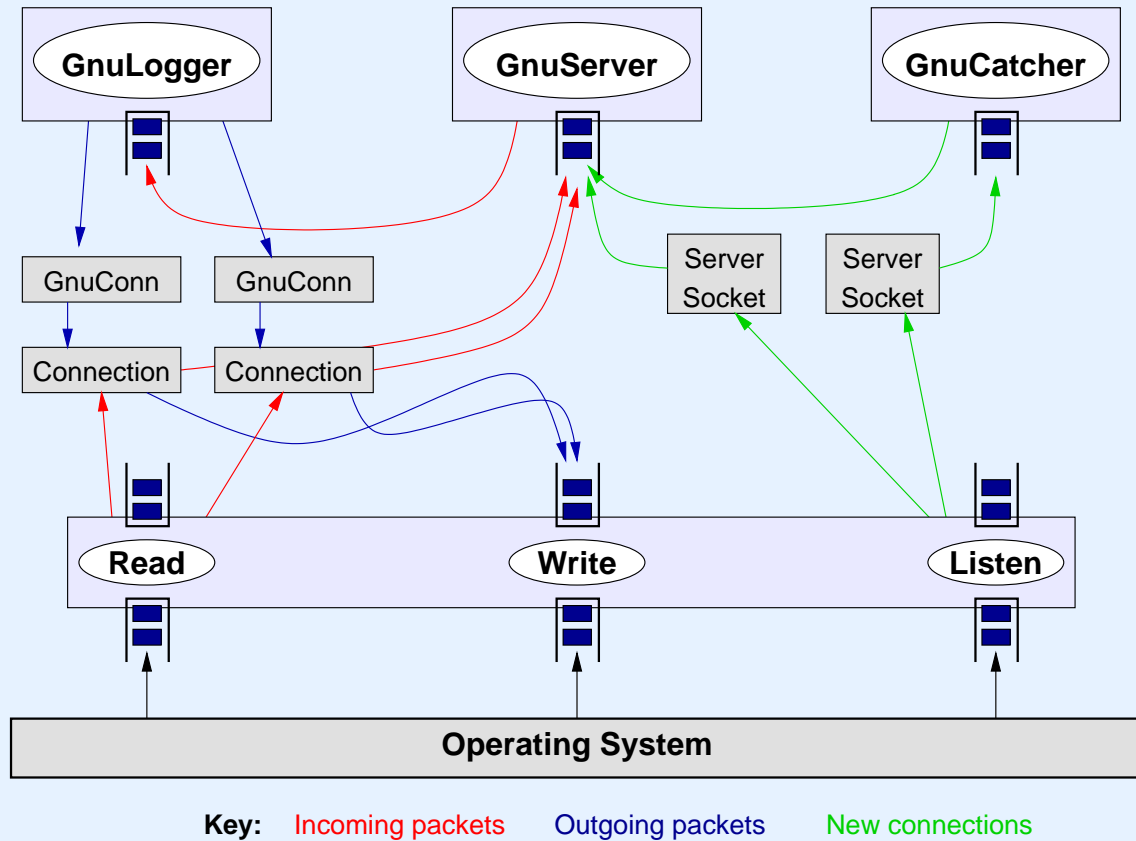 GnuLogger
GnuServer
GnuCatcher
Server
Socket
Server
Socket
GnuConn
GnuConn
Connection
Connection
Read
Write
Listen
Operating System
Key: Incoming packets Outgoing packets New connections